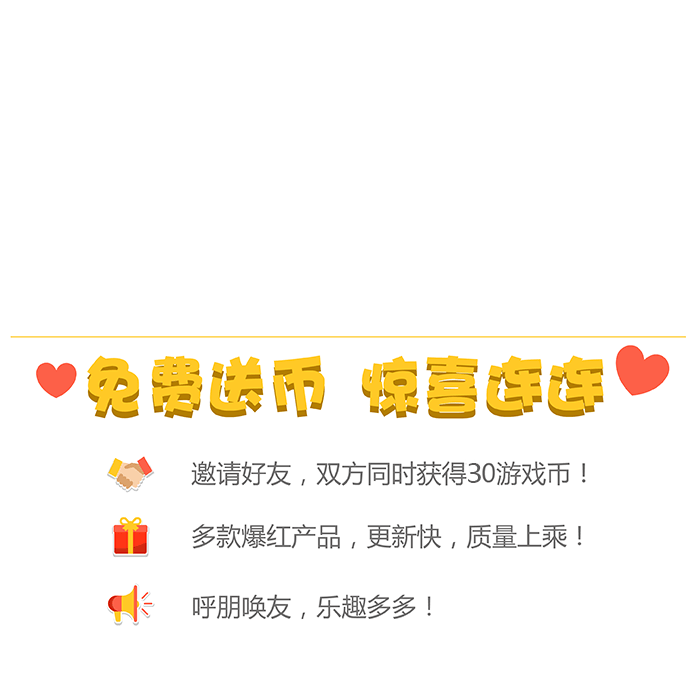 免费送币 惊喜连连
邀请好友，双方同时获得30游戏币！
多款爆红产品，更新快，质量上乘！
呼朋唤友，乐趣多多！